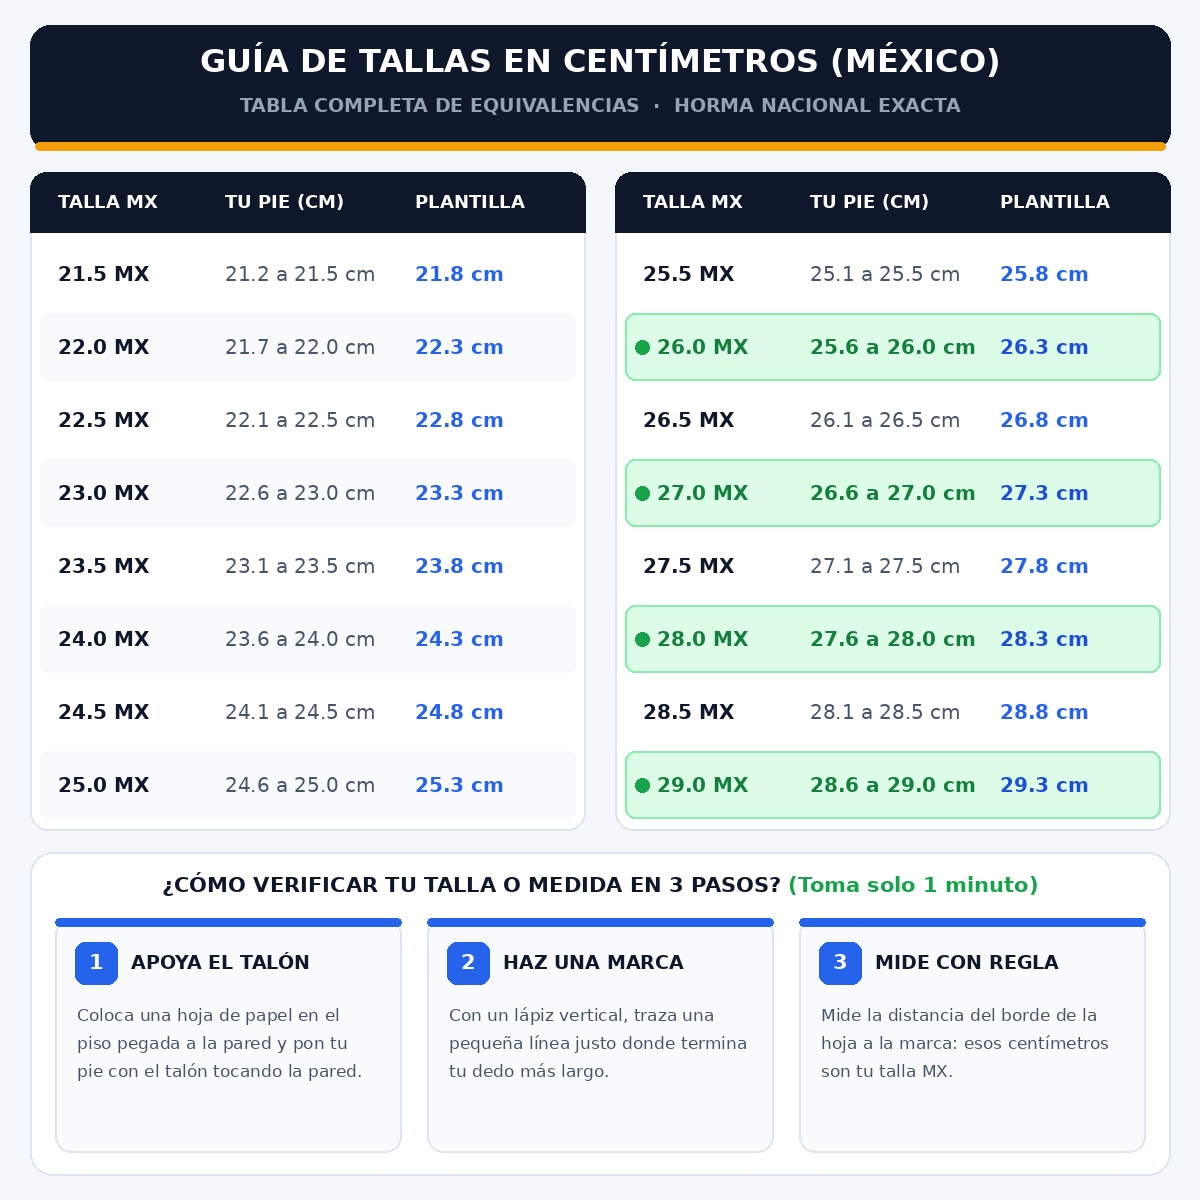 GUÍA DE TALLAS EN CENTÍMETROS (MÉXICO)
TABLA COMPLETA DE EQUIVALENCIAS · HORMA NACIONAL EXACTA
TALLA MX TU PIE (CM) PLANTILLA
21.5 MX 21.2 a 21.5 cm 21.8 cm
22.0 MX 21.7 a 22.0 cm 22.3 cm
22.5 MX 22.1 a 22.5 cm 22.8 cm
23.0 MX 22.6 a 23.0 cm 23.3 cm
23.5 MX 23.1 a 23.5 cm 23.8 cm
24.0 MX 23.6 a 24.0 cm 24.3 cm
24.5 MX 24.1 a 24.5 cm 24.8 cm
25.0 MX 24.6 a 25.0 cm 25.3 cm
TALLA MX TU PIE (CM) PLANTILLA
25.5 MX 25.1 a 25.5 cm 25.8 cm
26.0 MX 25.6 a 26.0 cm 26.3 cm
26.5 MX 26.1 a 26.5 cm 26.8 cm
27.0 MX 26.6 a 27.0 cm 27.3 cm
27.5 MX 27.1 a 27.5 cm 27.8 cm
28.0 MX 27.6 a 28.0 cm 28.3 cm
28.5 MX 28.1 a 28.5 cm 28.8 cm
29.0 MX 28.6 a 29.0 cm 29.3 cm
¿CÓMO VERIFICAR TU TALLA O MEDIDA EN 3 PASOS? (Toma solo 1 minuto)
1 APOYA EL TALÓN
Coloca una hoja de papel en el
piso pegada a la pared y pon tu
pie con el talón tocando la pared.
2 HAZ UNA MARCA
Con un lápiz vertical, traza una
pequeña línea justo donde termina
tu dedo más largo.
3 MIDE CON REGLA
Mide la distancia del borde de la
hoja a la marca: esos centímetros
son tu talla MX.